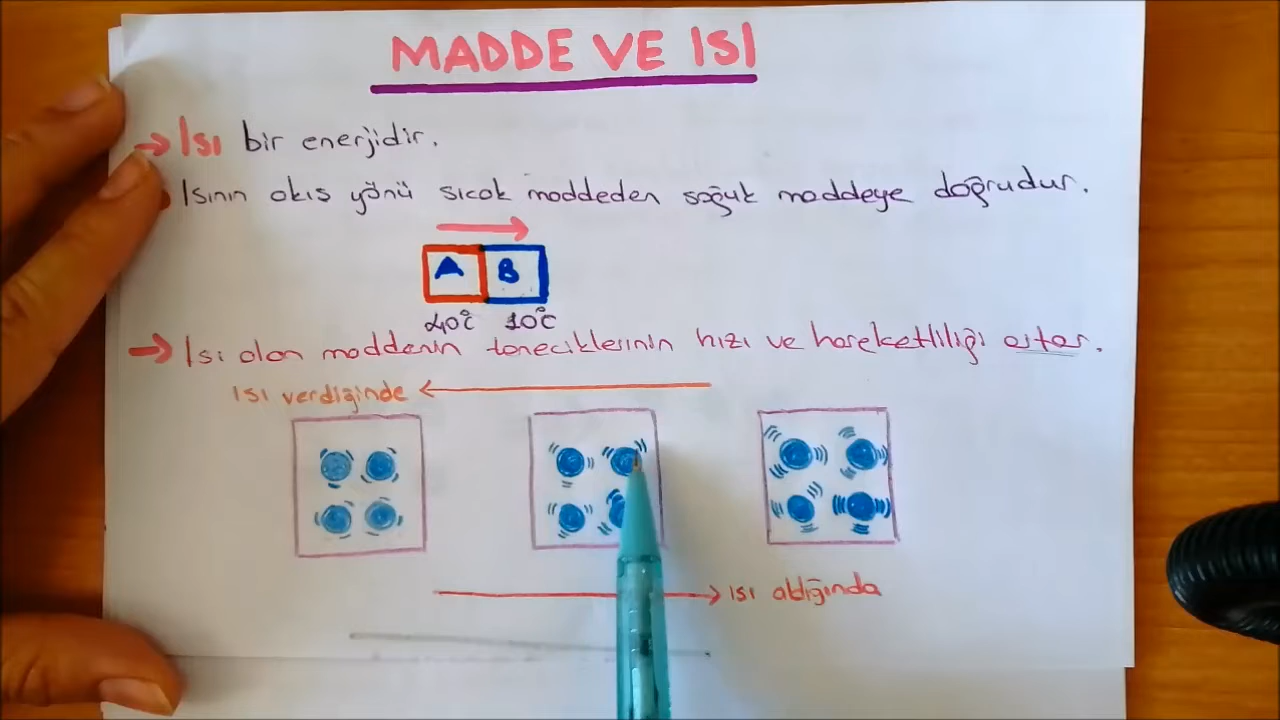 MADDE VE ISI
→ Isı bir enerjidir.
Isının akış yönü sıcak maddeden soğuk maddeye doğrudur.
A B
40°C 10°C
→ Isı alan maddenin taneciklerinin hızı ve hareketliliği artar.
ISI verdiğinde
ısı aldığında